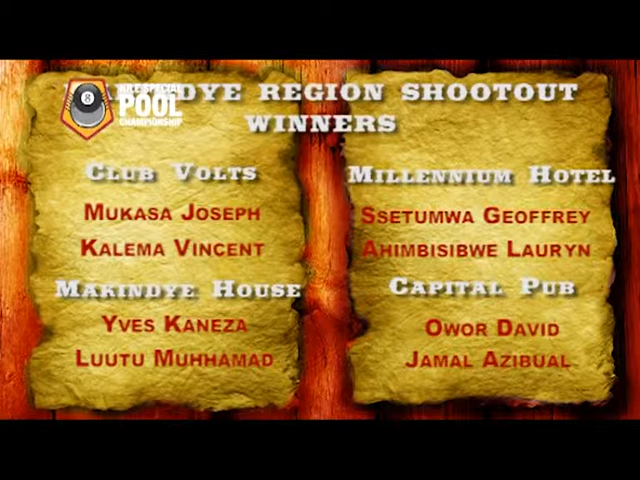 NILE SPECIAL
POOL
CHAMPIONSHIP
8
DYE REGION SHOOTOUT
WINNERS
CLUB VOLTS
MUKASA JOSEPH
KALEMA VINCENT
MAKINDYE HOUSE
YVES KANEZA
LUUTU MUHHAMAD
MILLENNIUM HOTEL
SSETUMWA GEOFFREY
AHIMBISIBWE LAURYN
CAPITAL PUB
OWOR DAVID
JAMAL AZIBUAL